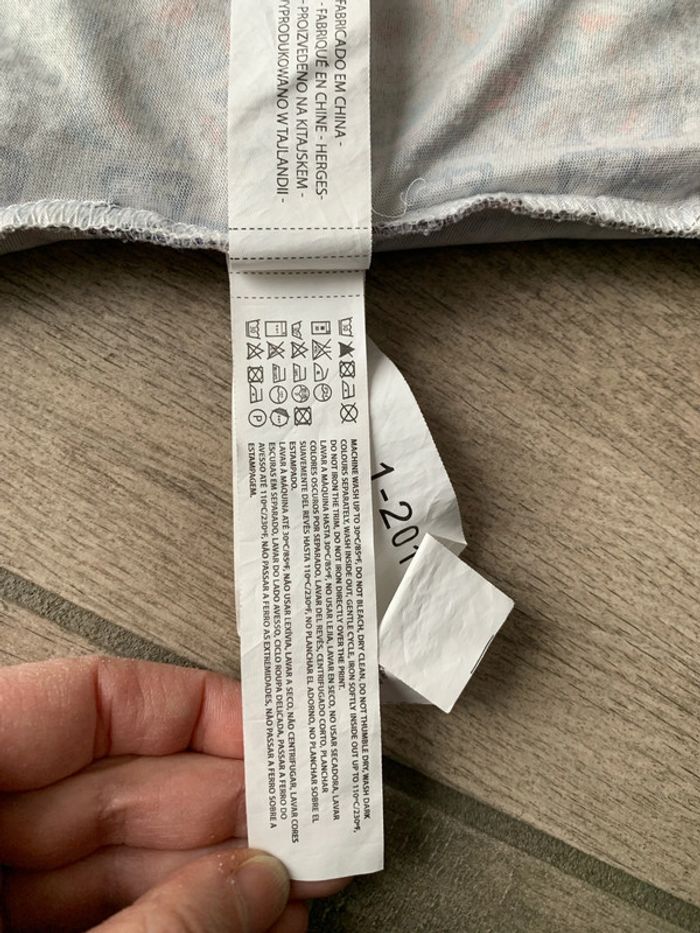 FABRICADO EM CHINA -
- FABRIQUÉ EN CHINE - HERGES-
- PROIZVEDENO NA KITAJSKEM -
WYPRODUKOWANO W TAJLANDII -
MACHINE WASH UP TO 30ºC/85ºF, DO NOT BLEACH, DRY CLEAN, DO NOT THUMBLE DRY, WASH DARK
COLOURS SEPARATELY, WASH INSIDE OUT, GENTLE CYCLE, IRON SOFTLY INSIDE OUT UP TO 110ºC/230ºF,
DO NOT IRON THE TRIM, DO NOT IRON DIRECTLY OVER THE PRINT.
LAVAR A MÁQUINA HASTA 30ºC/85ºF, NO USAR LEJIA, LAVAR EN SECO, NO USAR SECADORA, LAVAR
COLORES OSCUROS POR SEPARADO, LAVAR DEL REVÉS, CENTRIFUGADO CORTO, PLANCHAR
SUAVEMENTE DEL REVÉS HASTA 110ºC/230ºF, NO PLANCHAR EL ADORNO, NO PLANCHAR SOBRE EL
ESTAMPADO.
LAVAR À MÁQUINA ATÉ 30ºC/85ºF, NÃO USAR LEXÍVIA, LAVAR A SECO, NÃO CENTRIFUGAR, LAVAR CORES
ESCURAS EM SEPARADO, LAVAR DO LADO AVESSO, CICLO ROUPA DELICADA, PASSAR A FERRO DO
AVESSO ATÉ 110ºC/230ºF, NÃO PASSAR A FERRO AS EXTREMIDADES, NÃO PASSAR A FERRO SOBRE A
ESTAMPAGEM.
1-201